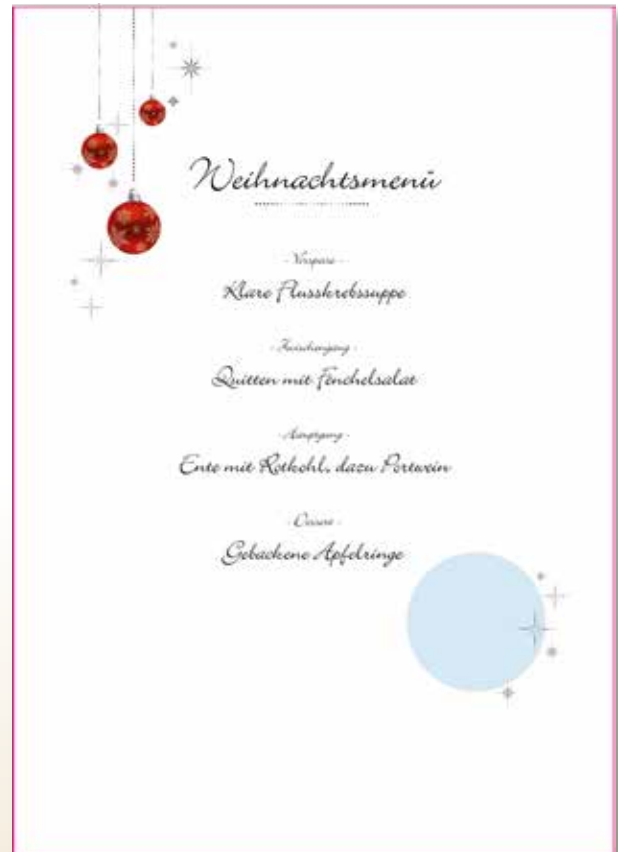 Weihnachtsmenü
- Vorspeise -
Klare Flusskrebssuppe
- Zwischengang -
Quitten mit Fenchelsalat
- Hauptgang -
Ente mit Rotkohl, dazu Portwein
- Dessert -
Gebackene Apfelringe